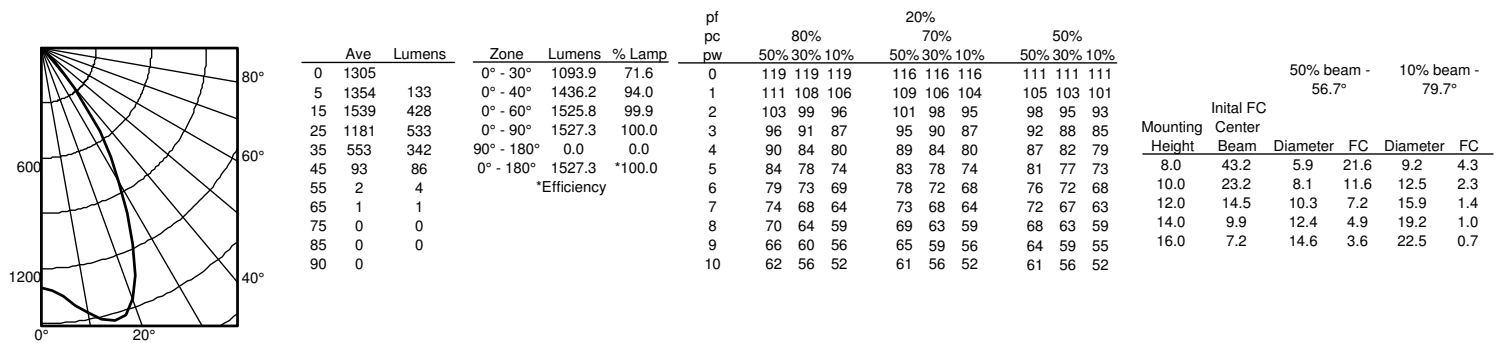 600
1200
0°
20°
40°
60°
80°
Ave Lumens
0 1305
5 1354 133
15 1539 428
25 1181 533
35 553 342
45 93 86
55 2 4
65 1 1
75 0 0
85 0 0
90 0
Zone Lumens % Lamp
0° - 30° 1093.9 71.6
0° - 40° 1436.2 94.0
0° - 60° 1525.8 99.9
0° - 90° 1527.3 100.0
90° - 180° 0.0 0.0
0° - 180° 1527.3 *100.0
*Efficiency
pf 20%
pc 80% 70% 50%
pw 50% 30% 10% 50% 30% 10% 50% 30% 10%
0 119 119 119 116 116 116 111 111 111
1 111 108 106 109 106 104 105 103 101
2 103 99 96 101 98 95 98 95 93
3 96 91 87 95 90 87 92 88 85
4 90 84 80 89 84 80 87 82 79
5 84 78 74 83 78 74 81 77 73
6 79 73 69 78 72 68 76 72 68
7 74 68 64 73 68 64 72 67 63
8 70 64 59 69 63 59 68 63 59
9 66 60 56 65 59 56 64 59 55
10 62 56 52 61 56 52 61 56 52
50% beam - 10% beam -
56.7° 79.7°
Inital FC
Mounting Center
Height Beam Diameter FC Diameter FC
8.0 43.2 5.9 21.6 9.2 4.3
10.0 23.2 8.1 11.6 12.5 2.3
12.0 14.5 10.3 7.2 15.9 1.4
14.0 9.9 12.4 4.9 19.2 1.0
16.0 7.2 14.6 3.6 22.5 0.7